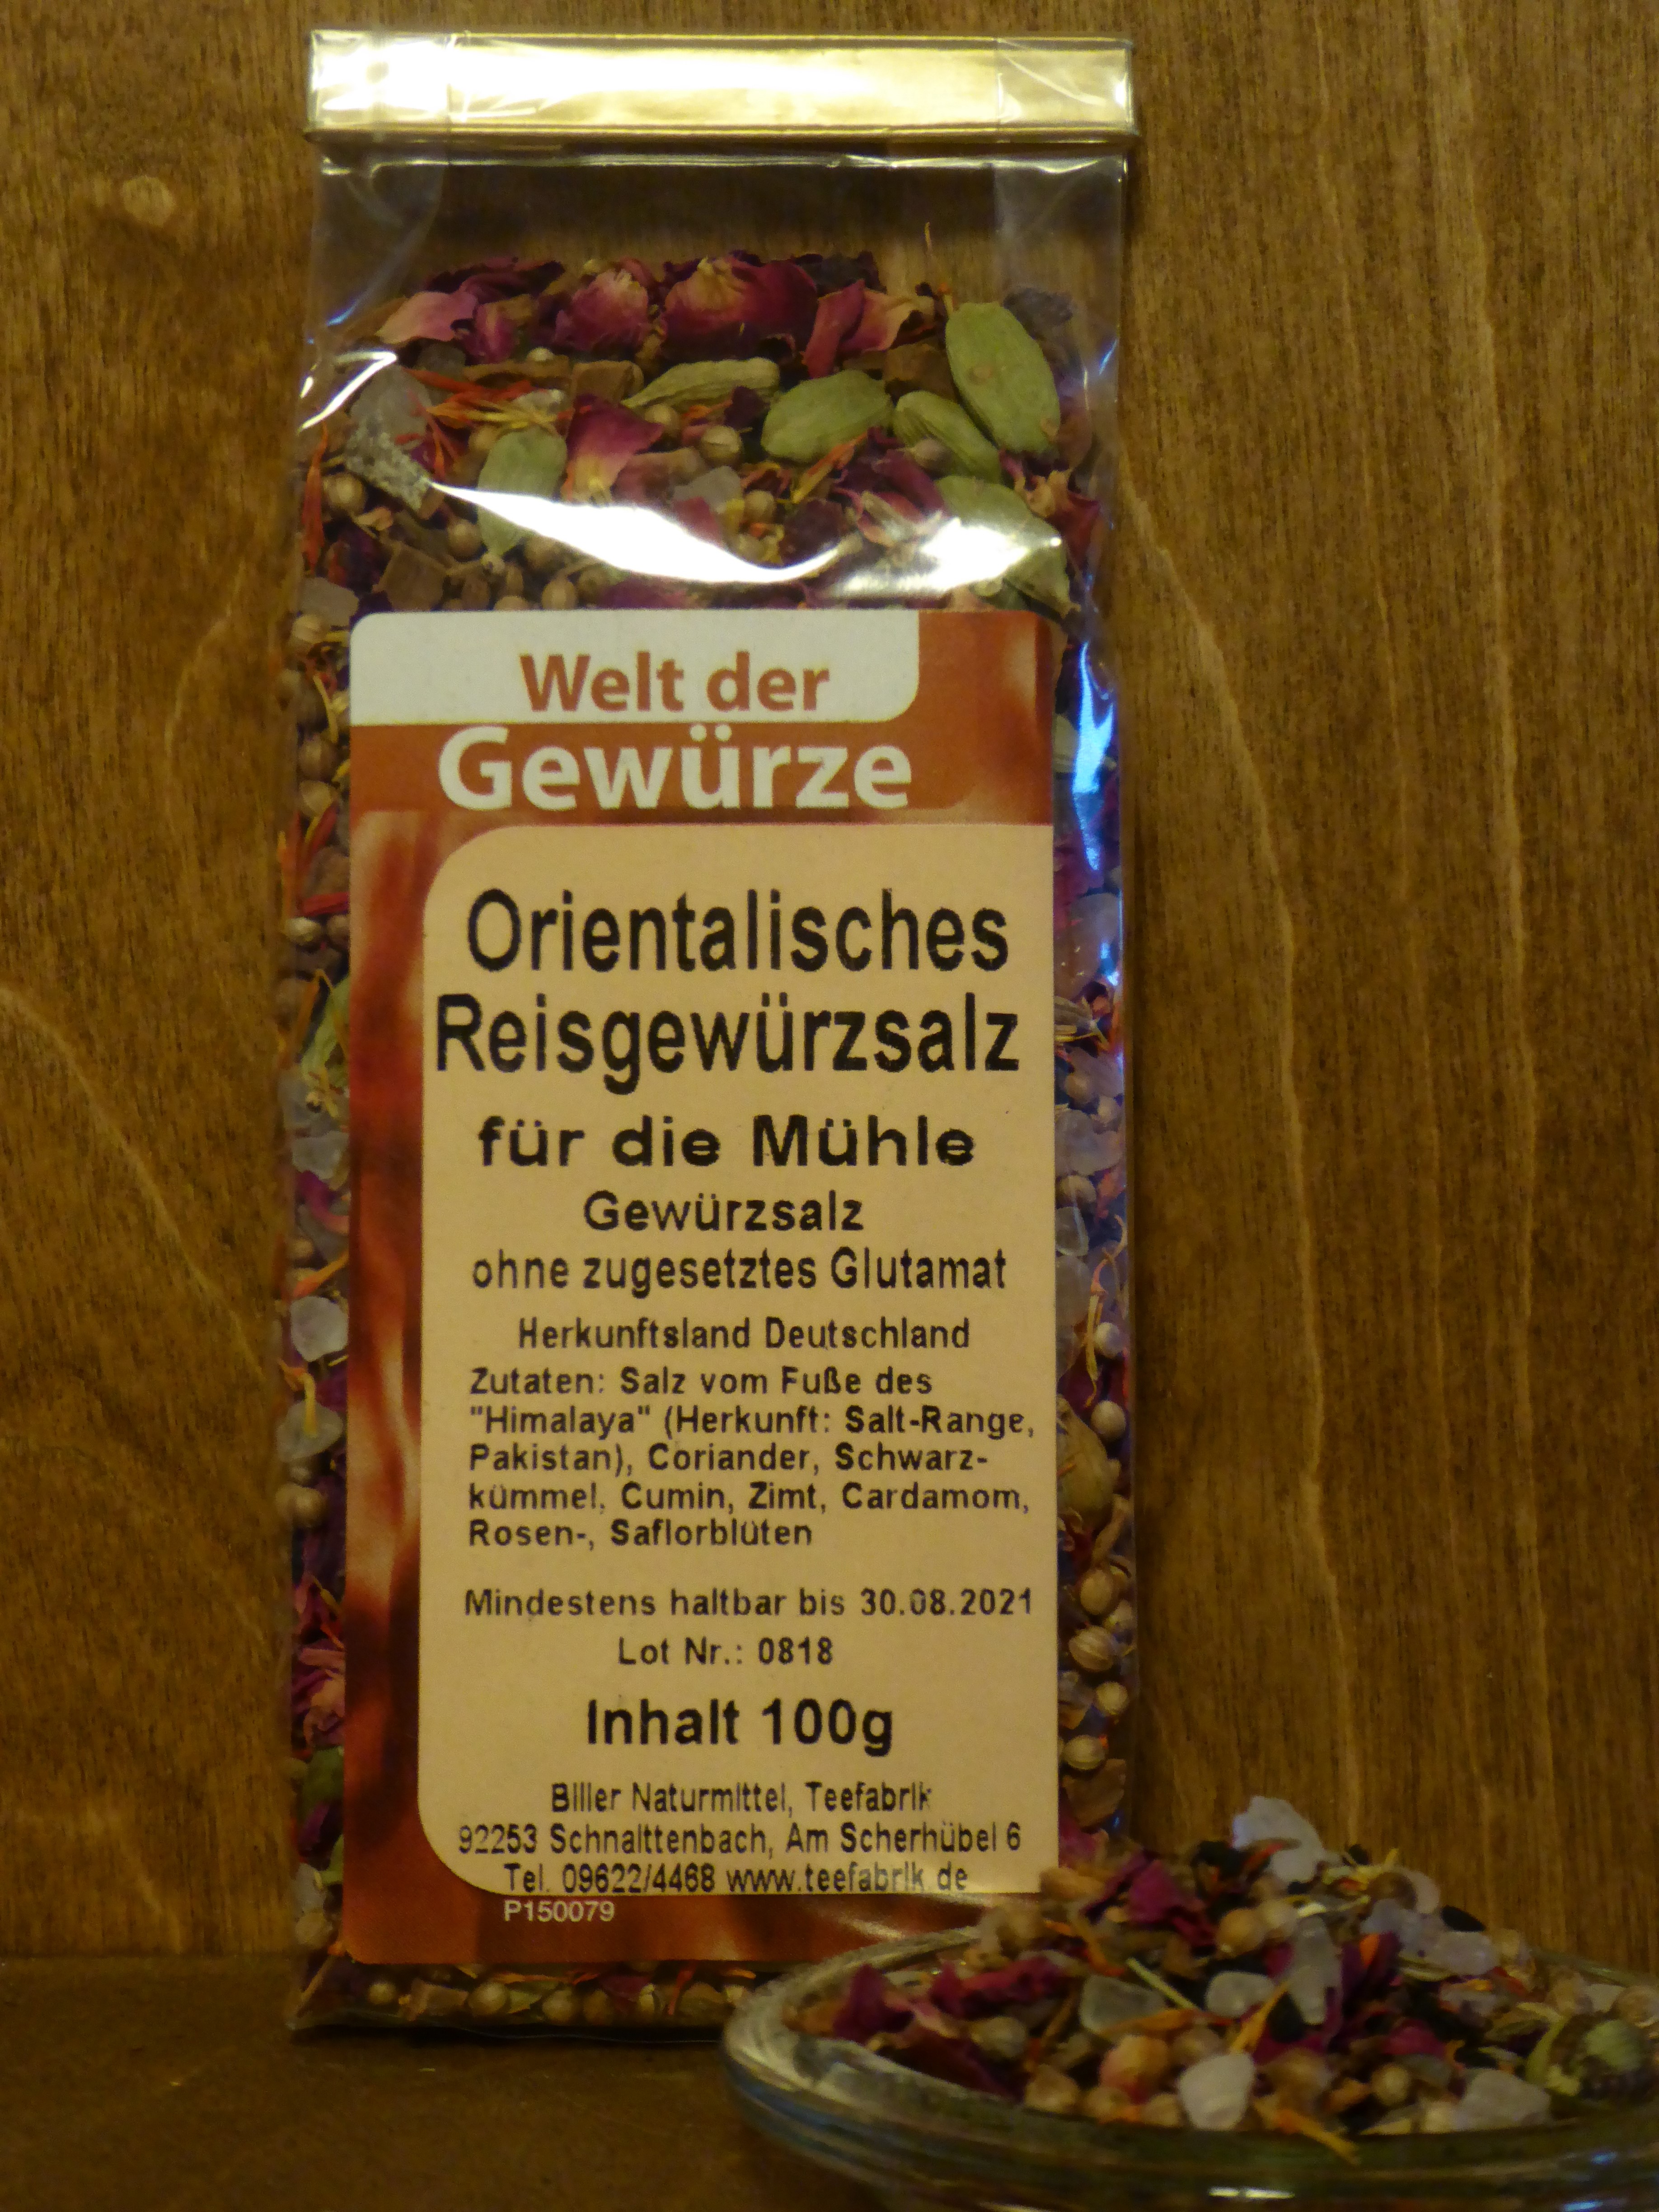 Welt der
Gewürze
Orientalisches
Reisgewürzsalz
für die Mühle
Gewürzsalz
ohne zugesetztes Glutamat
Herkunftsland Deutschland
Zutaten: Salz vom Fuße des
"Himalaya" (Herkunft: Salt-Range,
Pakistan), Coriander, Schwarz-
kümmel, Cumin, Zimt, Cardamom,
Rosen-, Saflorblüten
Mindestens haltbar bis 30.08.2021
Lot Nr.: 0818
Inhalt 100g
Biller Naturmittel, Teefabrik
92253 Schnaittenbach, Am Scherhübel 6
Tel. 09622/4468 www.teefabrik.de
P150079